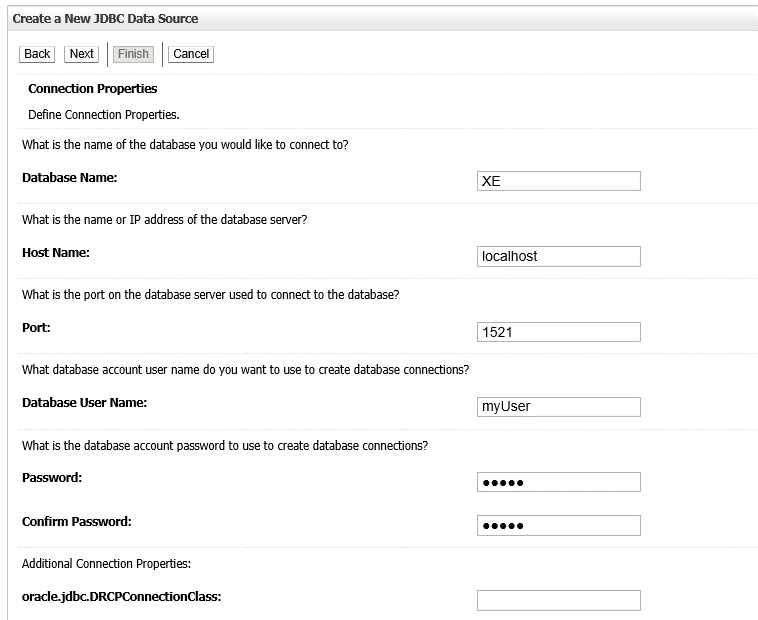 Create a New JDBC Data Source
Back Next Finish Cancel
Connection Properties
Define Connection Properties.
What is the name of the database you would like to connect to?
Database Name: XE
What is the name or IP address of the database server?
Host Name: localhost
What is the port on the database server used to connect to the database?
Port: 1521
What database account user name do you want to use to create database connections?
Database User Name: myUser
What is the database account password to use to create database connections?
Password: ●●●●●
Confirm Password: ●●●●●
Additional Connection Properties:
oracle.jdbc.DRCPConnectionClass: